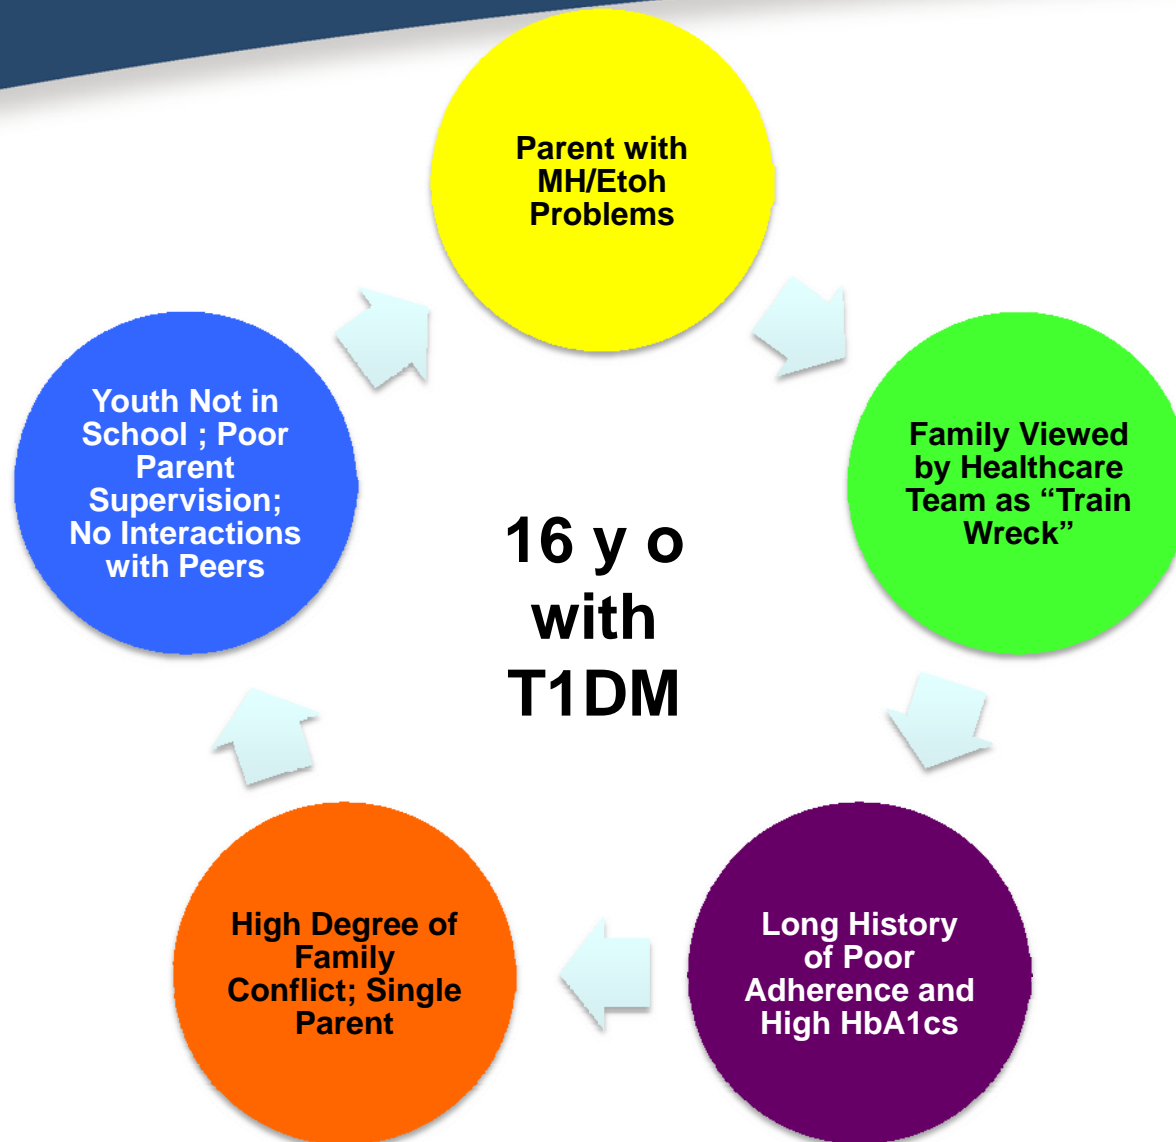 Parent with
MH/Etoh
Problems
Family Viewed
by Healthcare
Team as “Train
Wreck”
Long History
of Poor
Adherence and
High HbA1cs
High Degree of
Family
Conflict; Single
Parent
Youth Not in
School ; Poor
Parent
Supervision;
No Interactions
with Peers
16 y o
with
T1DM